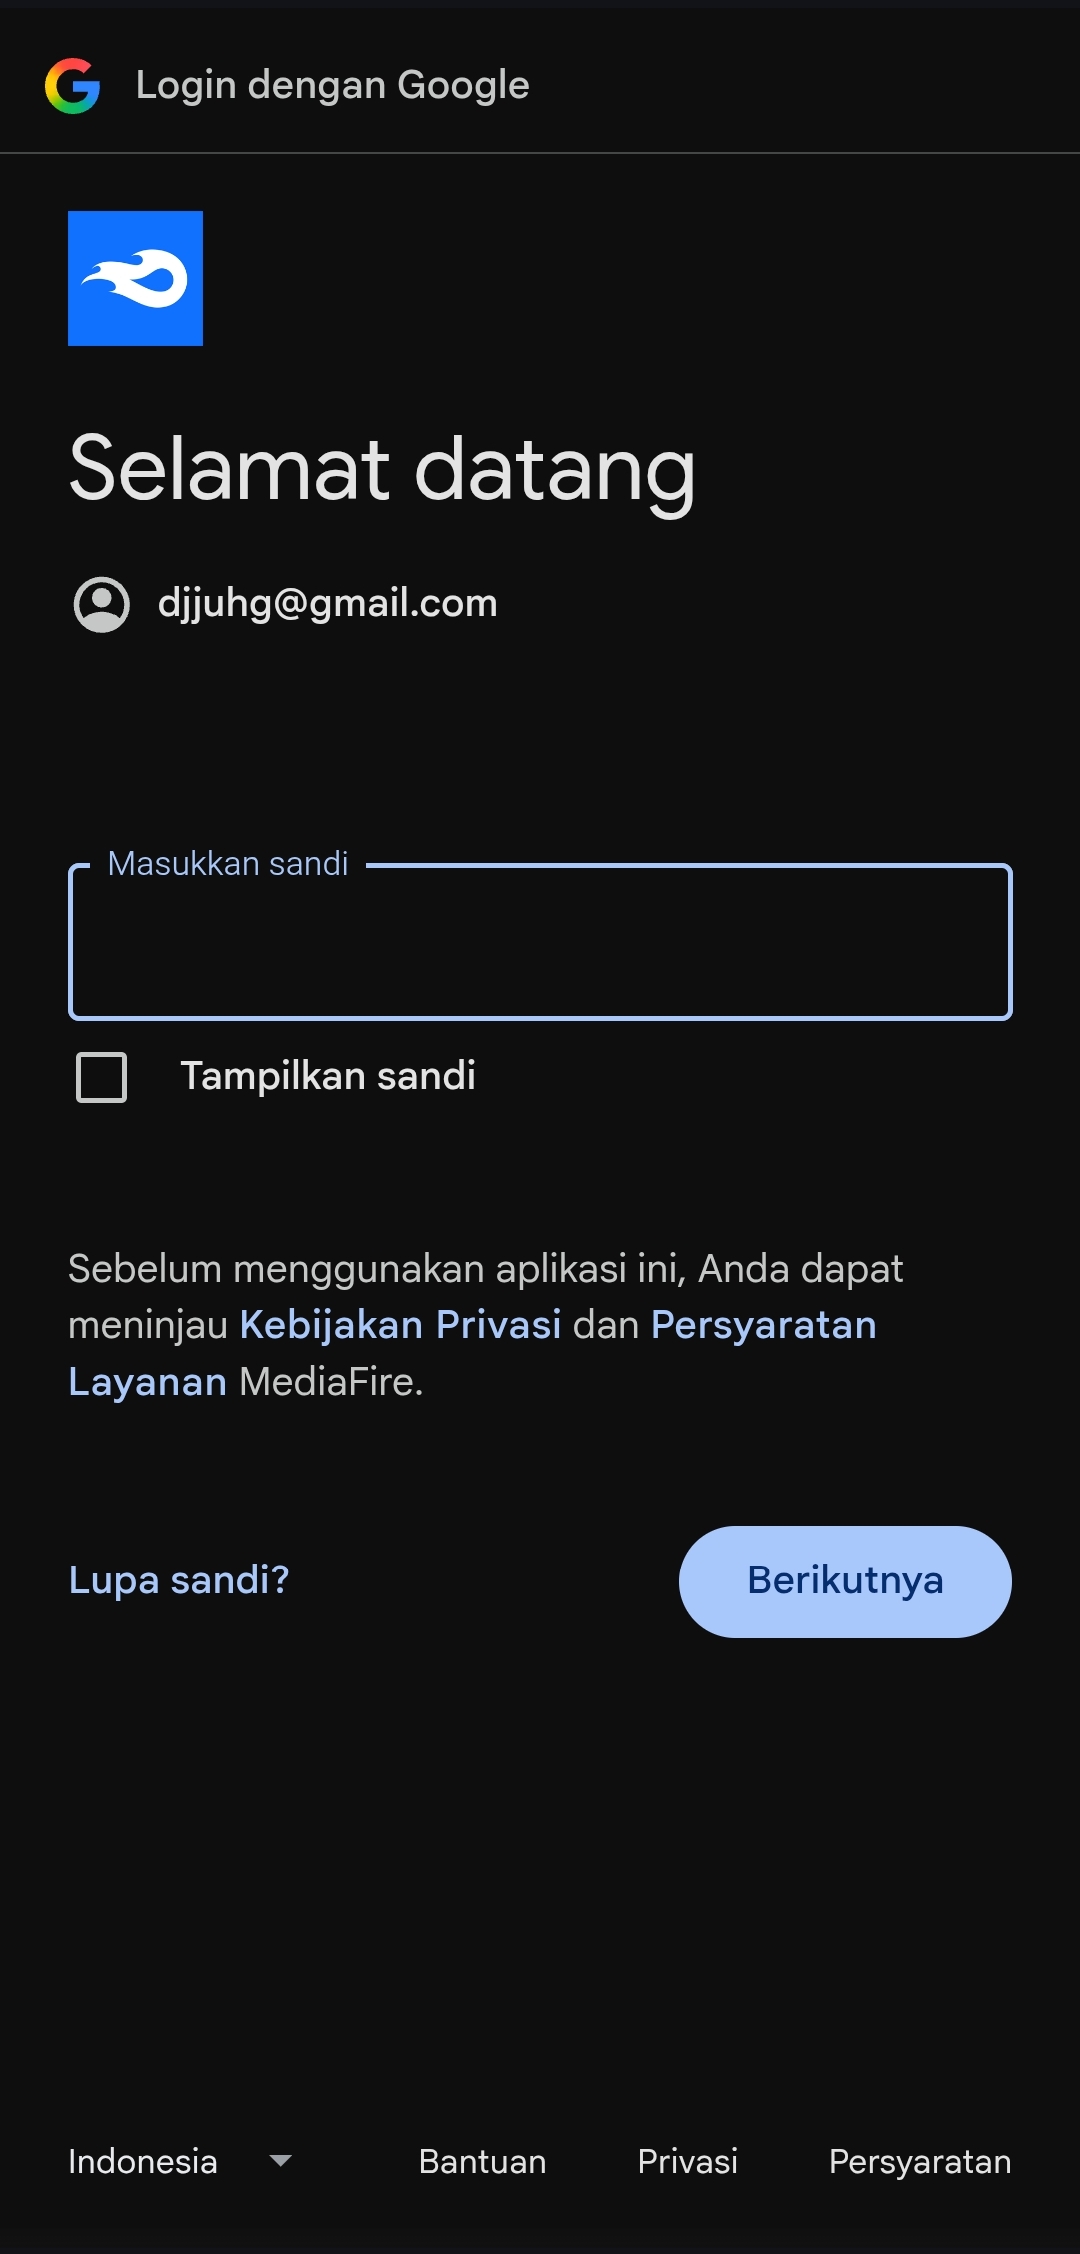 Login dengan Google
Selamat datang
djjuhg@gmail.com
Masukkan sandi
Tampilkan sandi
Sebelum menggunakan aplikasi ini, Anda dapat
meninjau Kebijakan Privasi dan Persyaratan
Layanan MediaFire.
Lupa sandi?
Berikutnya
Indonesia
Bantuan
Privasi
Persyaratan